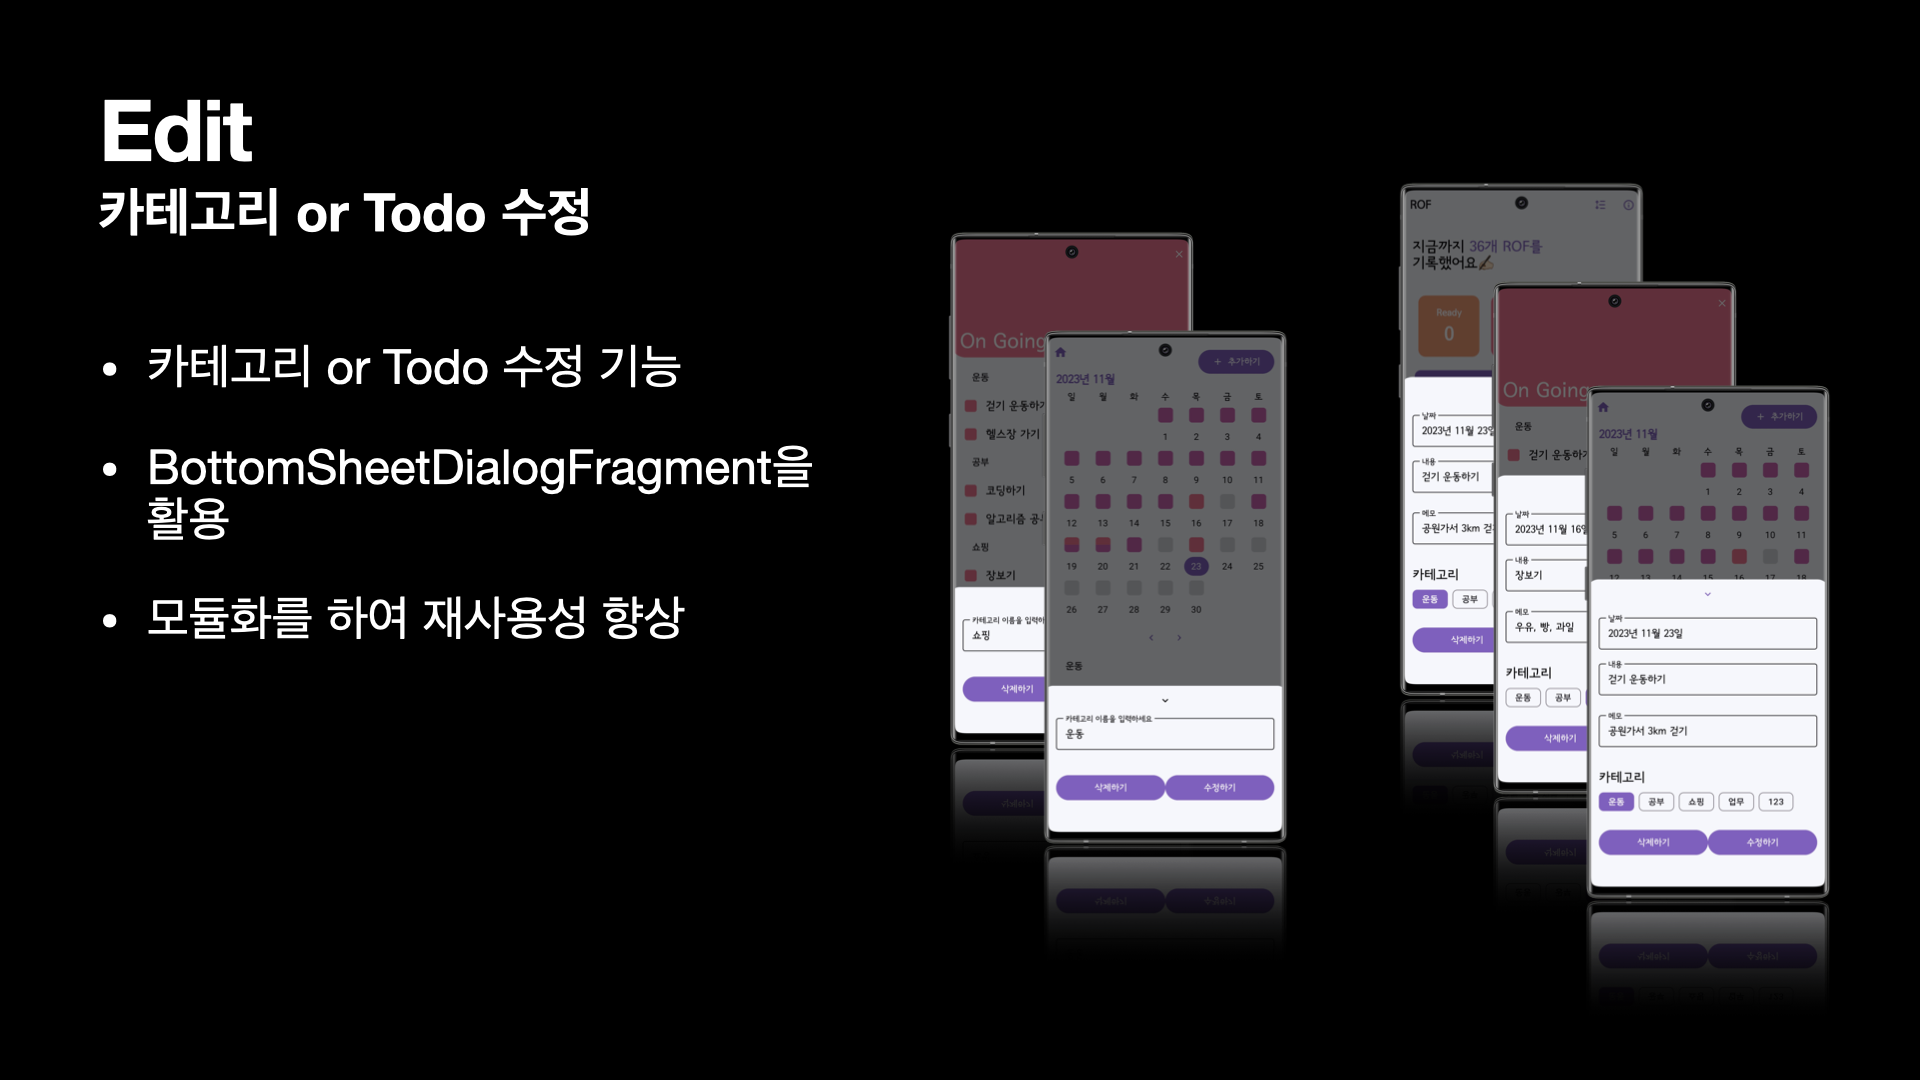 Edit
카테고리 or Todo 수정
• 카테고리 or Todo 수정 기능
• BottomSheetDialogFragment을
활용
• 모듈화를 하여 재사용성 향상
On Going
운동
걷기 운동하기
헬스장 가기
공부
코딩하기
알고리즘 공
쇼핑
장보기
카테고리 이름을 입력하
쇼핑
삭제하기
+ 추가하기
2023년 11월
일 월 화 수 목 금 토
1 2 3 4
5 6 7 8 9 10 11
12 13 14 15 16 17 18
19 20 21 22 23 24 25
26 27 28 29 30
< >
운동
카테고리 이름을 입력하세요
운동
삭제하기 수정하기
ROF
지금까지 36개 ROF를
기록했어요✍
Ready
0
날짜
2023년 11월 23일
내용
걷기 운동하기
메모
공원가서 3km 걷
카테고리
운동 공부
삭제하기
On Going
운동
걷기 운동하기
날짜
2023년 11월 16일
내용
장보기
메모
우유, 빵, 과일
카테고리
운동 공부
삭제하기
+ 추가하기
2023년 11월
일 월 화 수 목 금 토
1 2 3 4
5 6 7 8 9 10 11
12 13 14 15 16 17 18
날짜
2023년 11월 23일
내용
걷기 운동하기
메모
공원가서 3km 걷기
카테고리
운동 공부 쇼핑 업무 123
삭제하기 수정하기